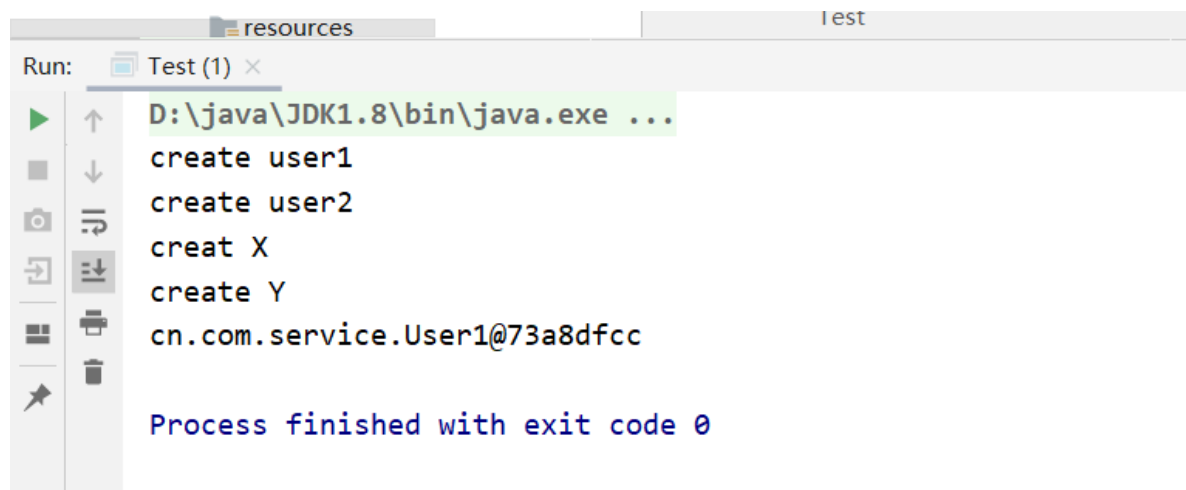 resources
Test
Run: Test (1)
D:\java\JDK1.8\bin\java.exe ...
create user1
create user2
creat X
create Y
cn.com.service.User1@73a8dfcc
Process finished with exit code 0